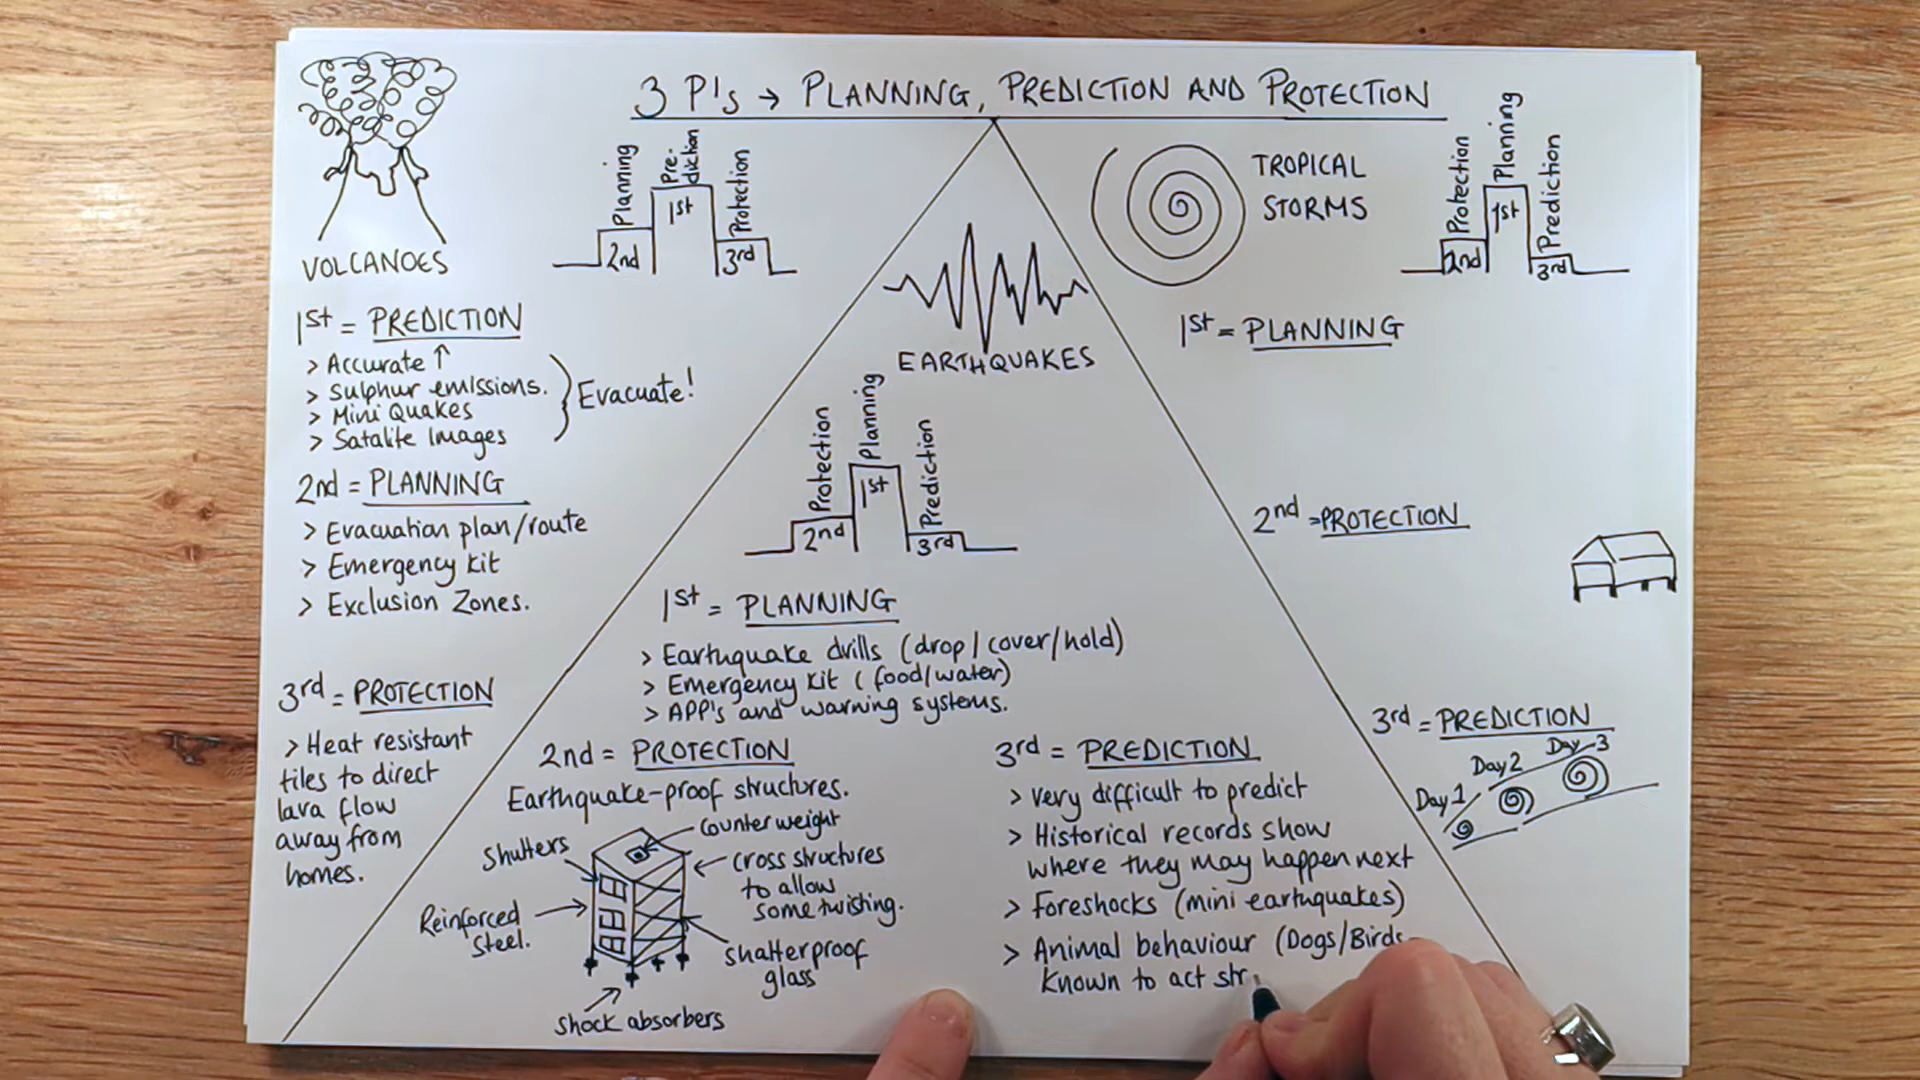 3 P's → PLANNING, PREDICTION AND PROTECTION
VOLCANOES
Planning
Pre-
diction
Protection
2nd
1st
3rd
1st = PREDICTION
> Accurate ↑
> Sulphur emissions.
> Mini Quakes
> Satalite Images
Evacuate!
2nd = PLANNING
> Evacuation plan/route
> Emergency kit
> Exclusion Zones.
3rd = PROTECTION
> Heat resistant
tiles to direct
lava flow
away from
homes.
EARTHQUAKES
Protection
Planning
Prediction
2nd
1st
3rd
1st = PLANNING
> Earthquake drills (drop/cover/hold)
> Emergency kit (food/water)
> APP's and warning systems.
2nd = PROTECTION
Earthquake-proof structures.
Shutters
Counter weight
cross structures
to allow
some twisting.
Reinforced
Steel.
shatterproof
glass
shock absorbers
3rd = PREDICTION
> very difficult to predict
> Historical records show
where they may happen next
> Foreshocks (mini earthquakes)
> Animal behaviour (Dogs/Birds
known to act str
TROPICAL
STORMS
Protection
Planning
Prediction
2nd
1st
3rd
1st = PLANNING
2nd = PROTECTION
3rd = PREDICTION
Day 1
Day 2
Day 3